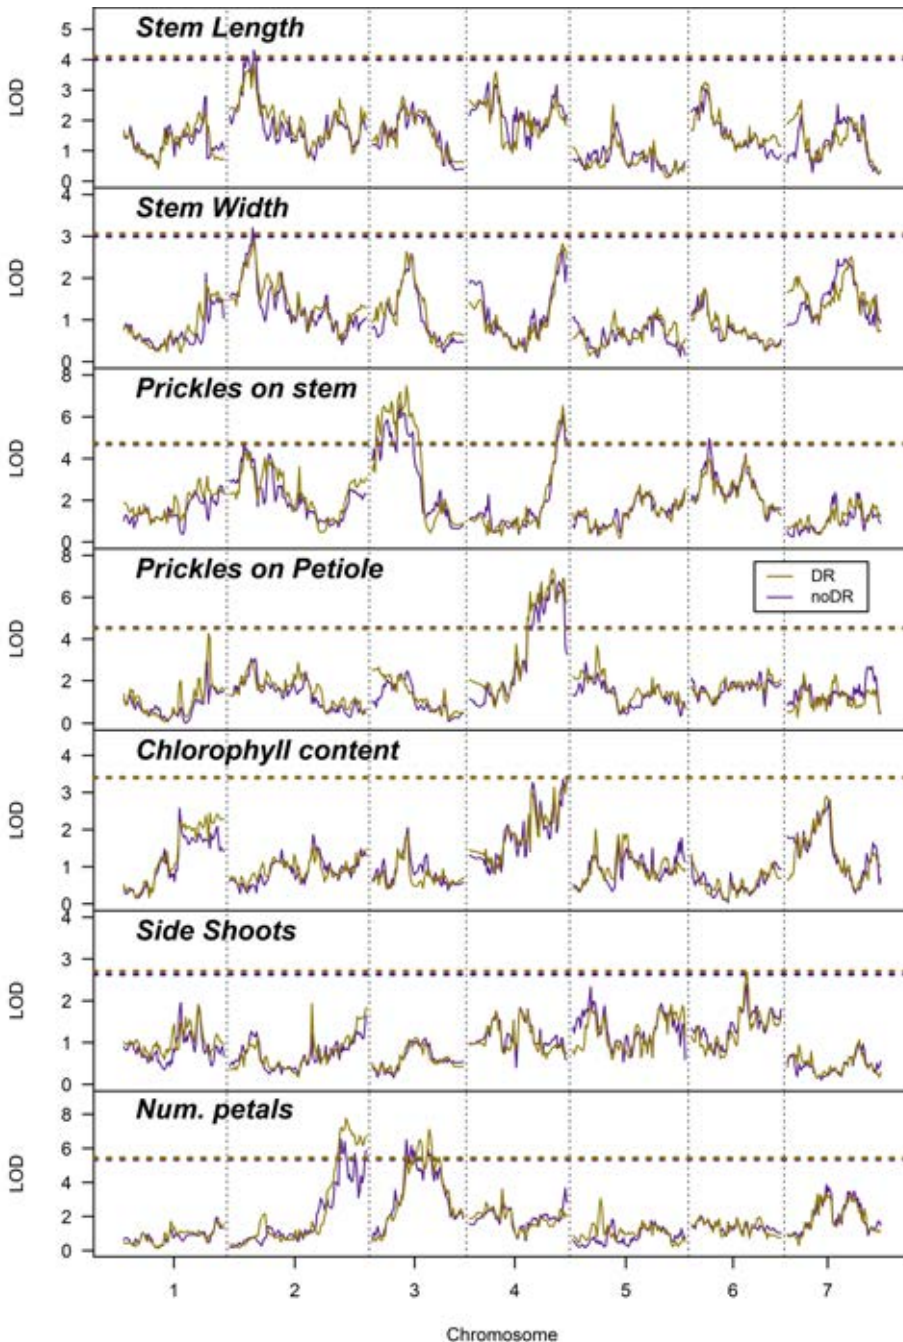 Stem Length
LOD
5
4
3
2
1
0
Stem Width
LOD
4
3
2
1
0
Prickles on stem
LOD
8
6
4
2
0
Prickles on Petiole
LOD
8
6
4
2
0
DR
noDR
Chlorophyll content
LOD
4
3
2
1
0
Side Shoots
LOD
4
3
2
1
0
Num. petals
LOD
8
6
4
2
0
1 2 3 4 5 6 7
Chromosome